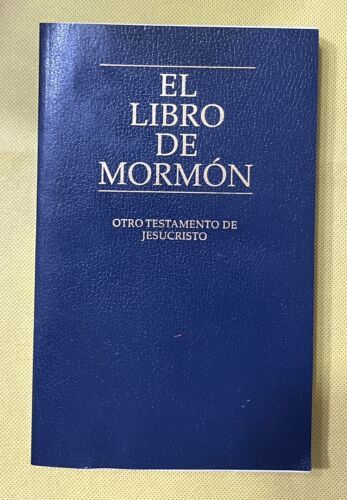 EL
LIBRO
DE
MORMÓN
OTRO TESTAMENTO DE
JESUCRISTO